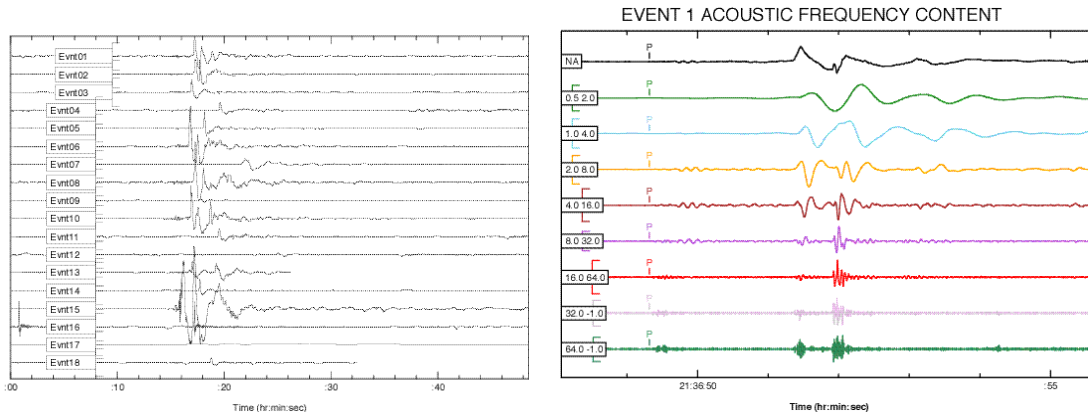 EVENT 1 ACOUSTIC FREQUENCY CONTENT
Evnt01
Evnt02
Evnt03
Evnt04
Evnt05
Evnt06
Evnt07
Evnt08
Evnt09
Evnt10
Evnt11
Evnt12
Evnt13
Evnt14
Evnt15
Evnt16
Evnt17
Evnt18
:00 :10 :20 :30 :40
Time (hr:min:sec)
NA P
0.5 2.0 P
1.0 4.0 P
2.0 8.0 P
4.0 16.0 P
8.0 32.0 P
16.0 64.0 P
32.0 -1.0 P
64.0 -1.0 P
21:36:50 :55
Time (hr:min:sec)